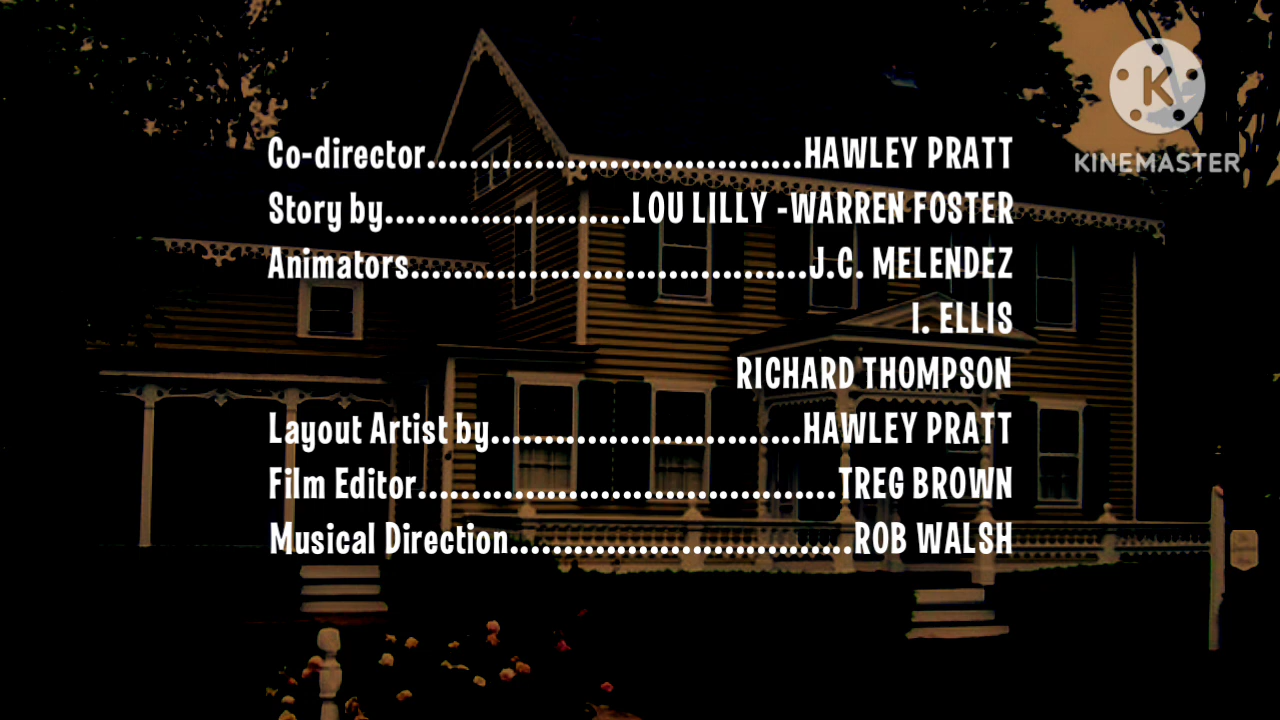 K
KINEMASTER
Co-director...................................HAWLEY PRATT
Story by.......................LOU LILLY -WARREN FOSTER
Animators.....................................J.C. MELENDEZ
I. ELLIS
RICHARD THOMPSON
Layout Artist by.............................HAWLEY PRATT
Film Editor.......................................TREG BROWN
Musical Direction................................ROB WALSH